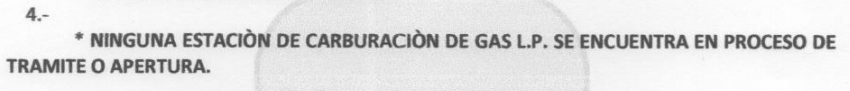 4.-
* NINGUNA ESTACIÒN DE CARBURACIÒN DE GAS L.P. SE ENCUENTRA EN PROCESO DE
TRAMITE O APERTURA.